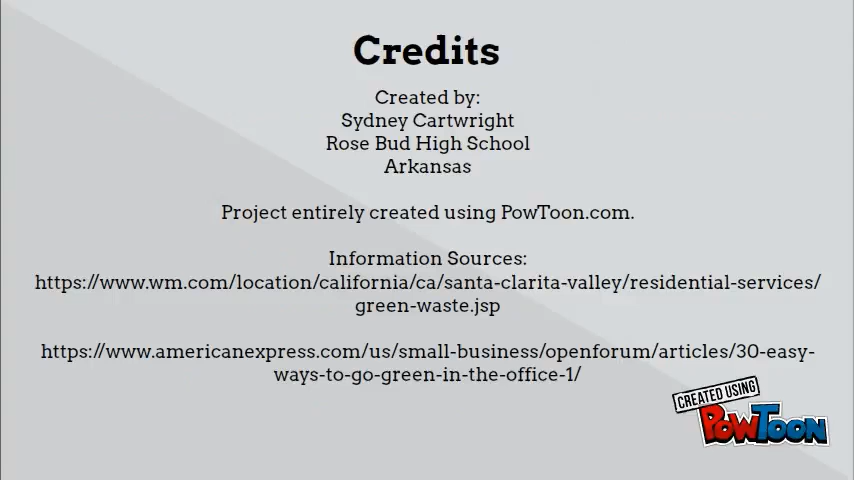 Credits
Created by:
Sydney Cartwright
Rose Bud High School
Arkansas
Project entirely created using PowToon.com.
Information Sources:
https://www.wm.com/location/california/ca/santa-clarita-valley/residential-services/
green-waste.jsp
https://www.americanexpress.com/us/small-business/openforum/articles/30-easy-
ways-to-go-green-in-the-office-1/
CREATED USING
POWTOON